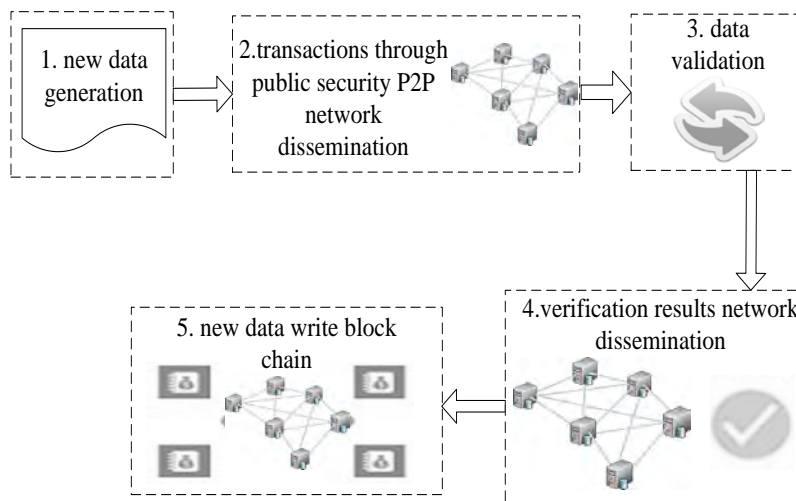 1. new data
generation
2.transactions through
public security P2P
network
dissemination
3. data
validation
4.verification results network
dissemination
5. new data write block
chain